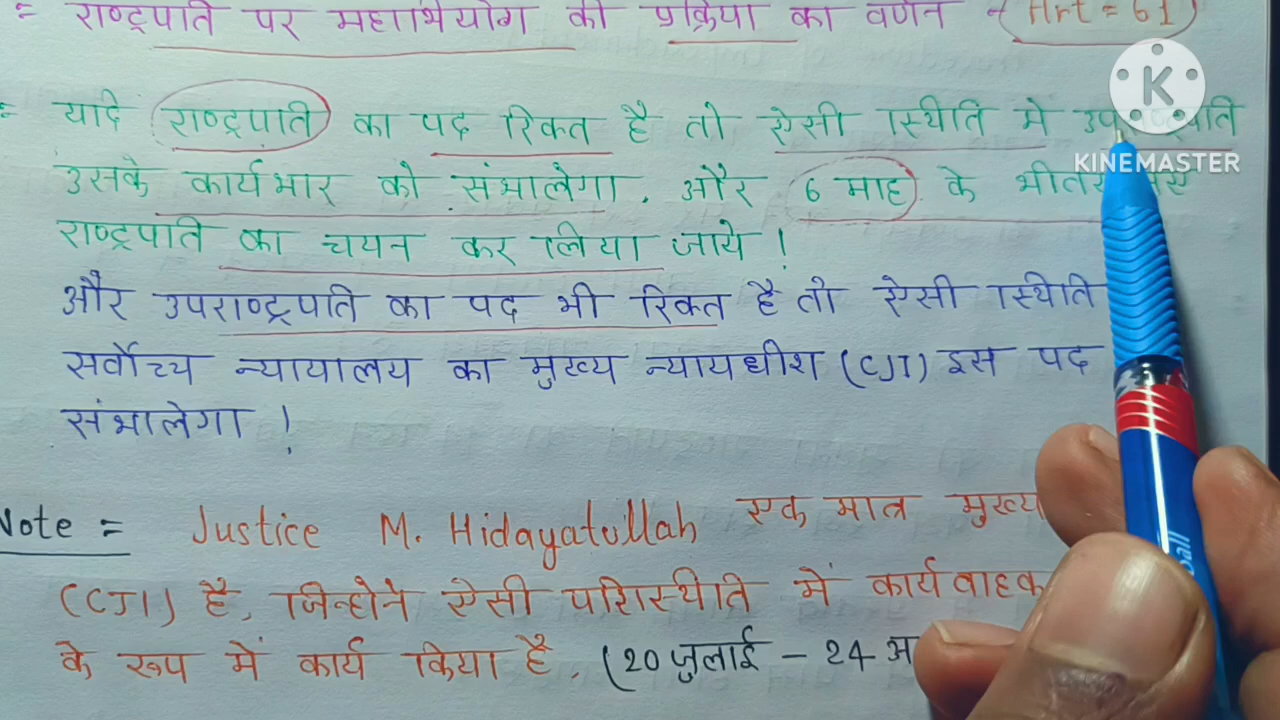 = राष्ट्रपति पर महाभियोग की प्रक्रिया का वर्णन - (Art = 61)
= यदि राष्ट्रपति का पद रिक्त है तो ऐसी स्थिति मे
K
KINEMASTER
उसके कार्यभार को संभालेगा, और 6 माह के
राष्ट्रपति का चयन कर लिया जाये !
और उपराष्ट्रपति का पद भी रिक्त है तो ऐसी स्थिति
सर्वोच्य न्यायालय का मुख्य न्यायधीश (CJI) इस पद
संभालेगा !
Note = Justice M. Hidayatullah एक मात्र मुख्य
(CJI) है, जिन्होने ऐसी परिस्थीति में कार्यवाहक
के रूप में कार्य किया है, (20 जुलाई - 24 अ